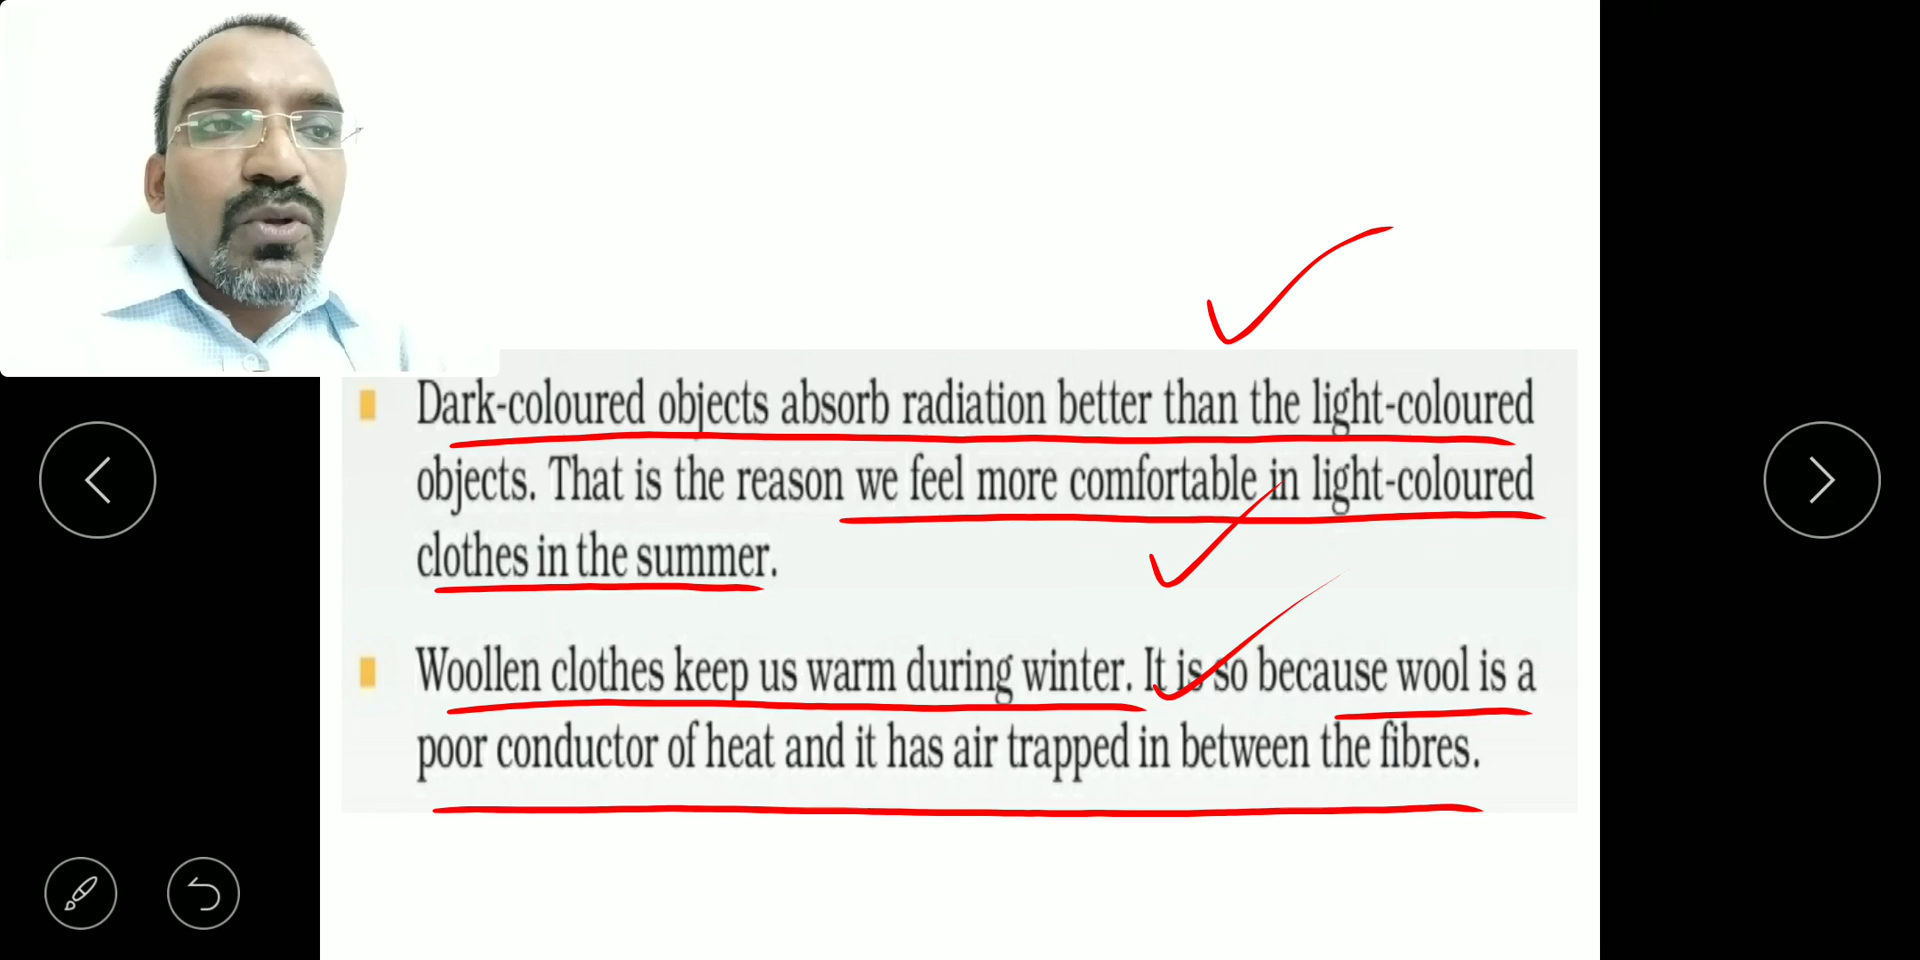 Dark-coloured objects absorb radiation better than the light-coloured
objects. That is the reason we feel more comfortable in light-coloured
clothes in the summer.
Woollen clothes keep us warm during winter. It is so because wool is a
poor conductor of heat and it has air trapped in between the fibres.